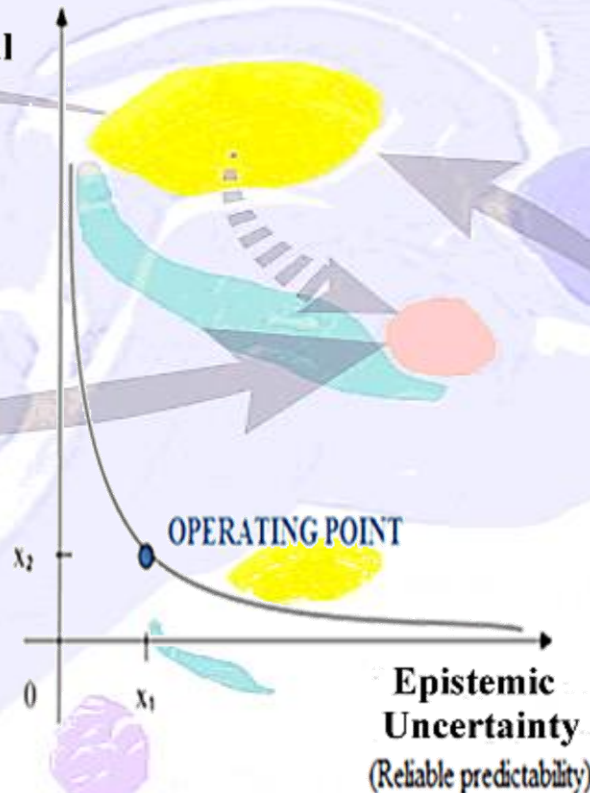 OPERATING POINT
X₂
0
X₁
Epistemic
Uncertainty
(Reliable predictability)